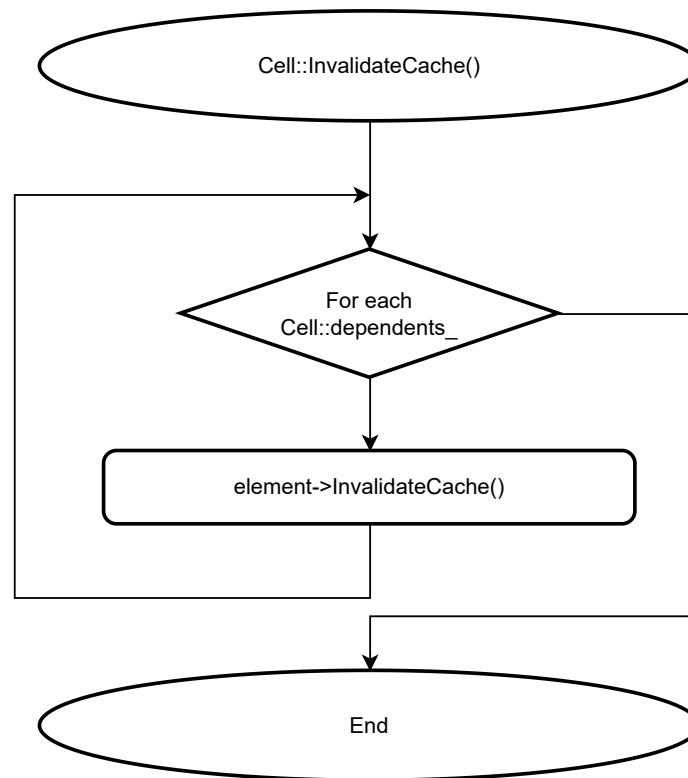 Cell::InvalidateCache()
For each
Cell::dependents_
element->InvalidateCache()
End